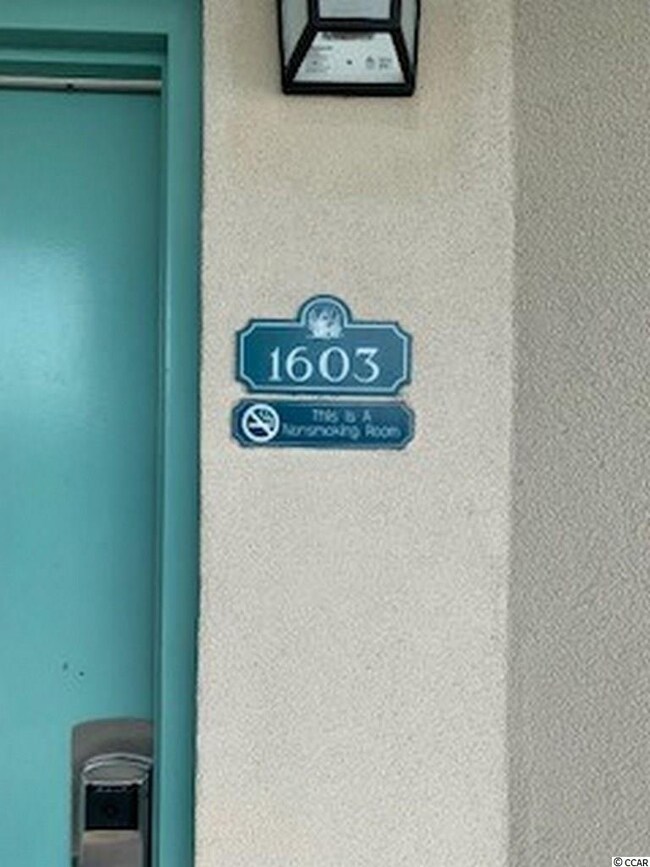 1603
This Is A
Nonsmoking Room
© CCAR